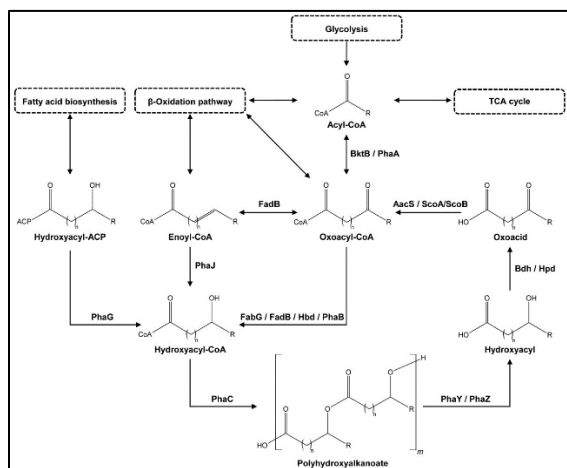 Glycolysis
Fatty acid biosynthesis
β-Oxidation pathway
O
CoA
R
Acyl-CoA
TCA cycle
BktB / PhaA
O
OH
ACP
( )n
R
Hydroxyacyl-ACP
O
CoA
( )n
R
Enoyl-CoA
FadB
O
O
CoA
( )n
R
Oxoacyl-CoA
AacS / ScoA/ScoB
O
O
HO
( )n
R
Oxoacid
PhaJ
Bdh / Hpd
PhaG
O
OH
CoA
( )n
R
Hydroxyacyl-CoA
FabG / FadB / Hbd / PhaB
O
OH
HO
( )n
R
Hydroxyacyl
PhaC
O
HO
( )n
R
O
O
( )n
R
O
H
m
Polyhydroxyalkanoate
PhaY / PhaZ